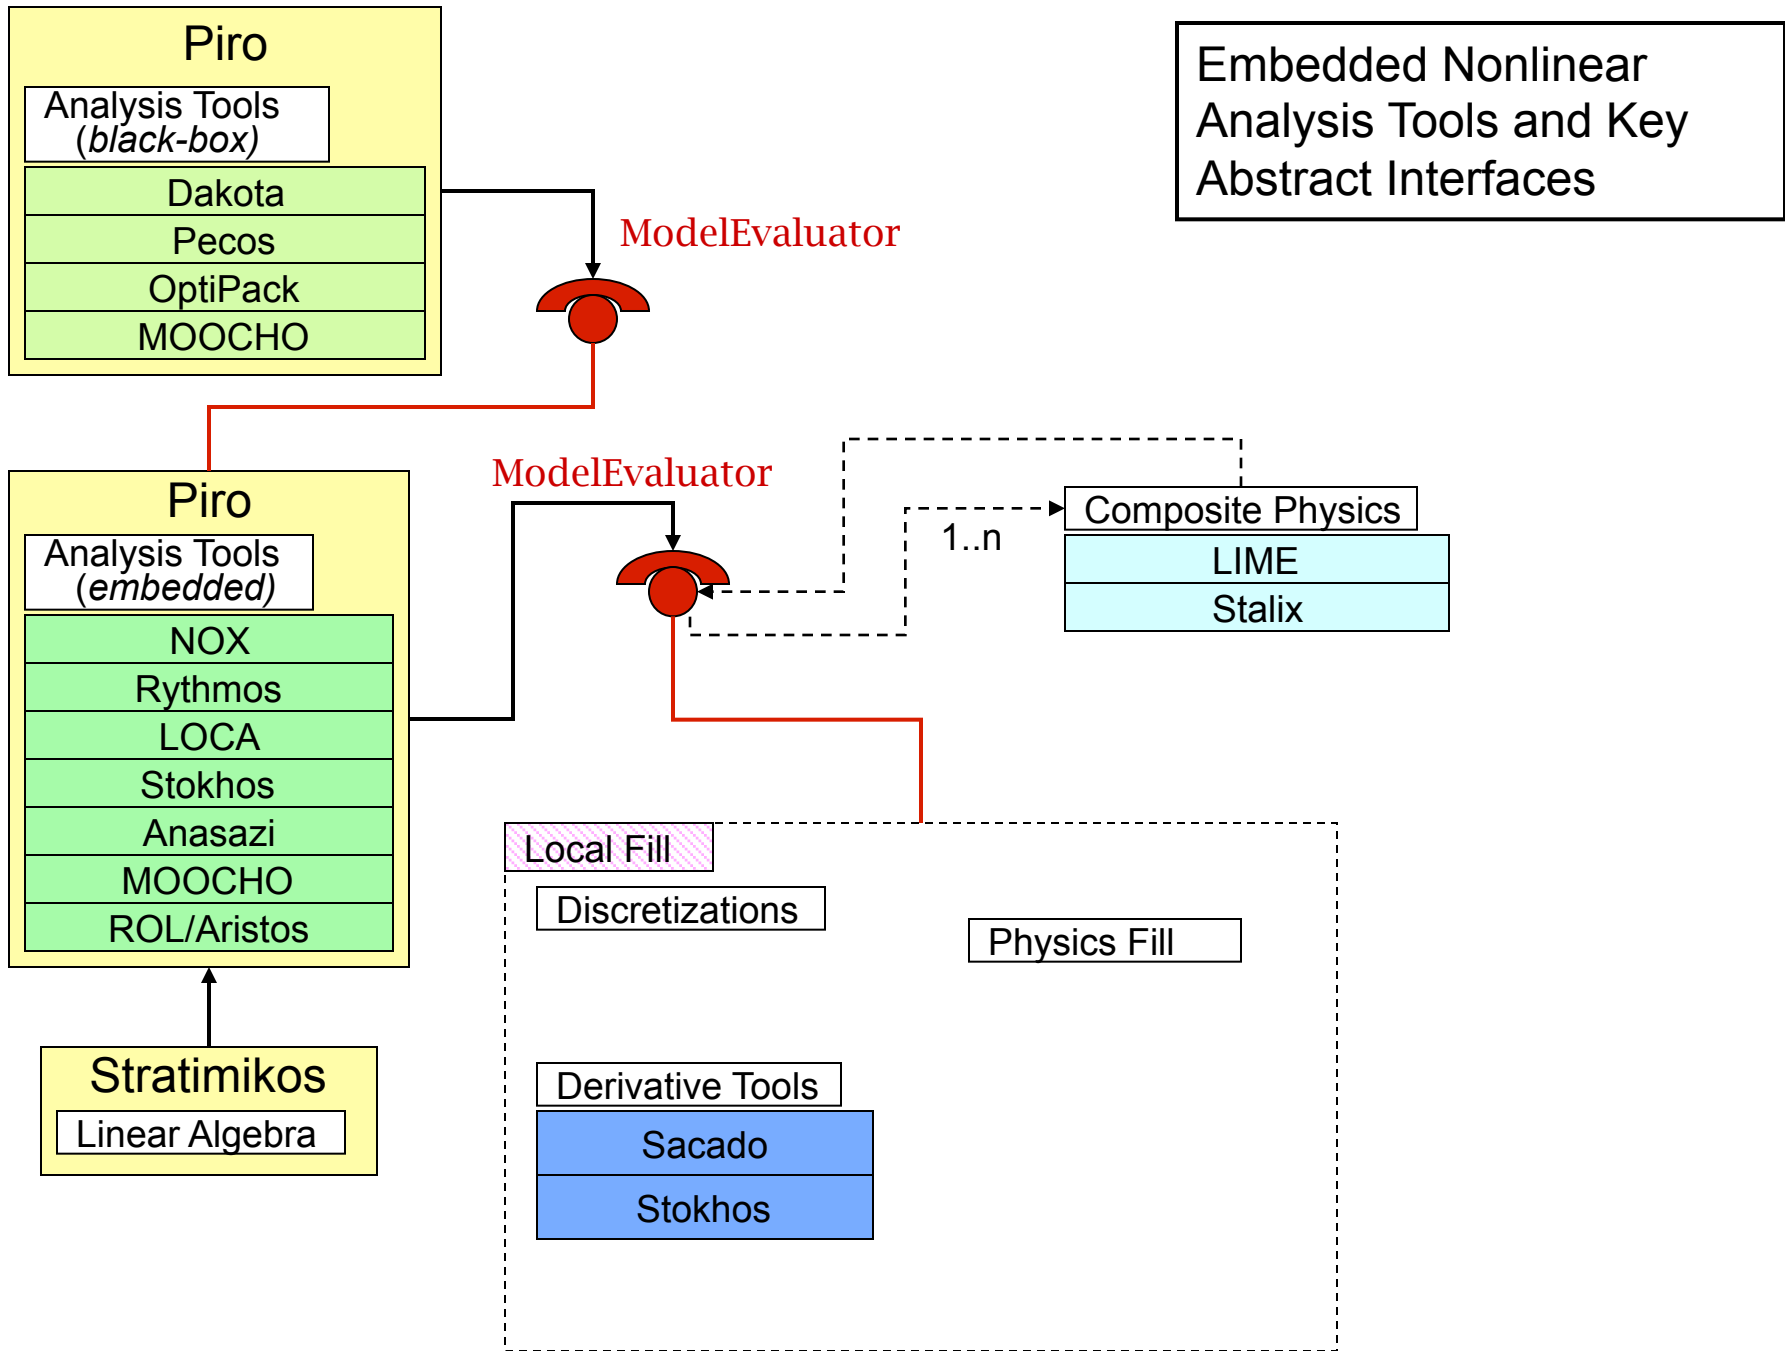 Piro
Analysis Tools
(black-box)
Dakota
Pecos
OptiPack
MOOCHO
ModelEvaluator
Embedded Nonlinear
Analysis Tools and Key
Abstract Interfaces
Piro
Analysis Tools
(embedded)
NOX
Rythmos
LOCA
Stokhos
Anasazi
MOOCHO
ROL/Aristos
ModelEvaluator
1..n
Composite Physics
LIME
Stalix
Stratimikos
Linear Algebra
Local Fill
Discretizations
Physics Fill
Derivative Tools
Sacado
Stokhos